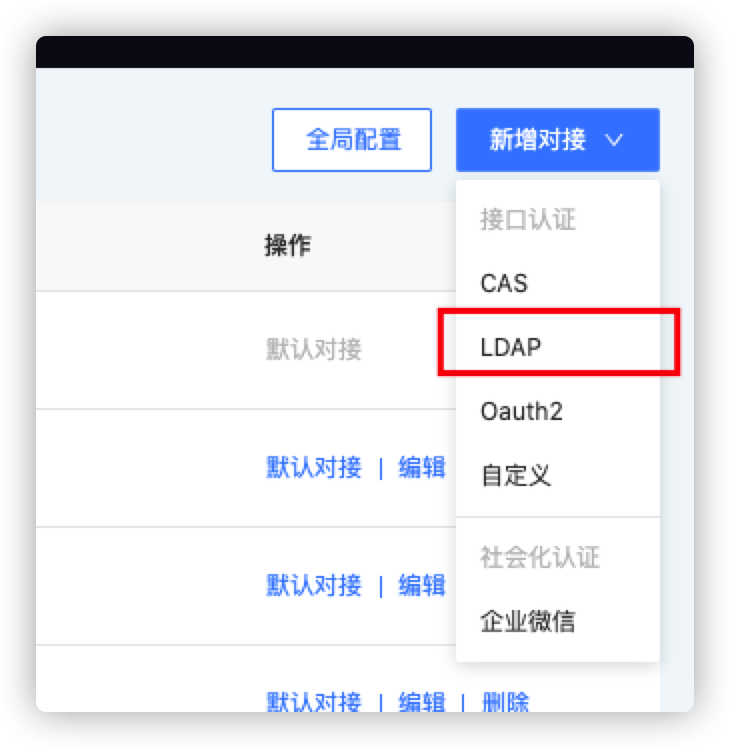 全局配置
新增对接
操作
接口认证
CAS
默认对接
LDAP
Oauth2
默认对接 | 编辑
自定义
社会化认证
默认对接 | 编辑
企业微信
默认对接 | 编辑 | 删除